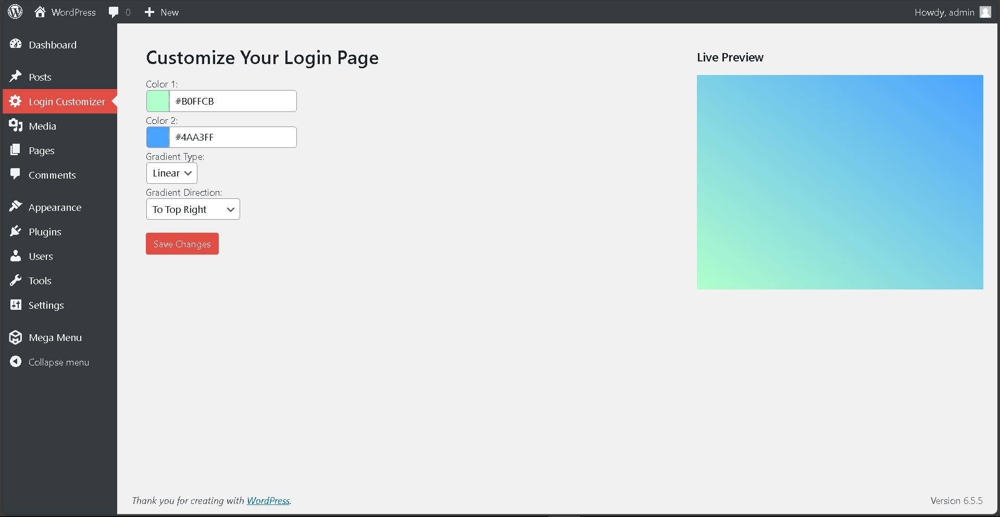 WordPress 0 New Howdy, admin
Dashboard
Posts
Login Customizer
Media
Pages
Comments
Appearance
Plugins
Users
Tools
Settings
Mega Menu
Collapse menu
Customize Your Login Page
Color 1:
#B0FFCB
Color 2:
#4AA3FF
Gradient Type:
Linear
Gradient Direction:
To Top Right
Save Changes
Live Preview
Thank you for creating with WordPress.
Version 6.5.5